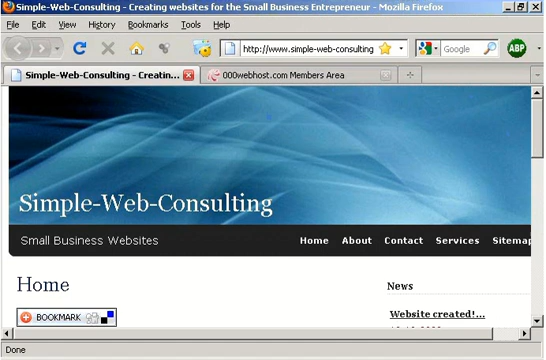 Simple-Web-Consulting - Creating websites for the Small Business Entrepreneur - Mozilla Firefox
File Edit View History Bookmarks Tools Help
http://www.simple-web-consulting Google ABP
Simple-Web-Consulting - Creatin... 000webhost.com Members Area
Simple-Web-Consulting
Small Business Websites Home About Contact Services Sitemap
Home
News
BOOKMARK
Website created!...
Done